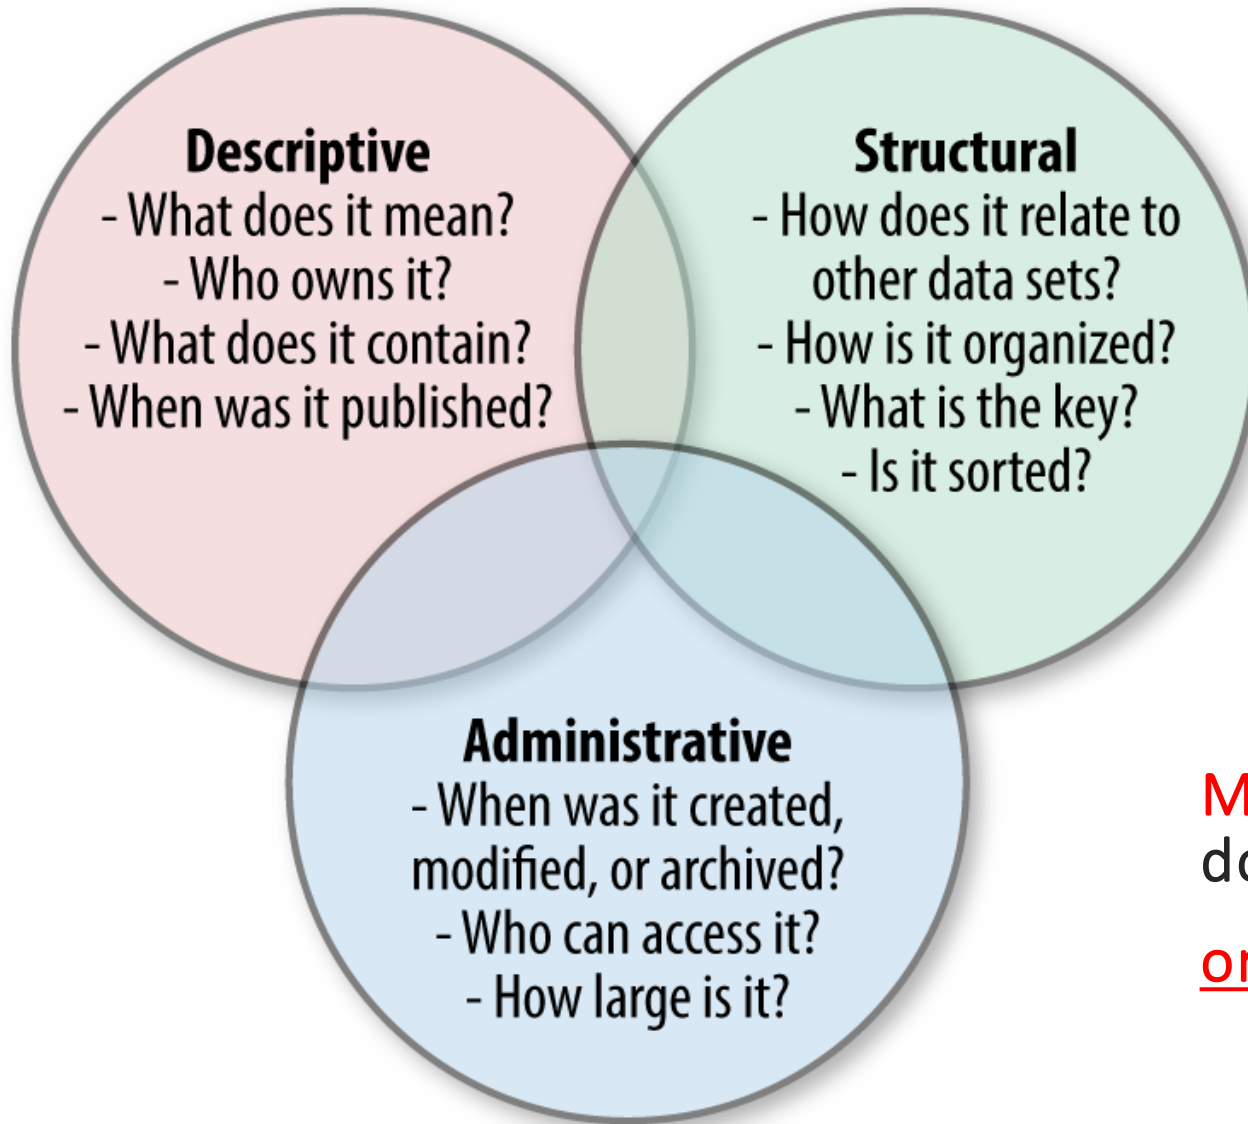 Descriptive
- What does it mean?
- Who owns it?
- What does it contain?
- When was it published?
Structural
- How does it relate to
other data sets?
- How is it organized?
- What is the key?
- Is it sorted?
Administrative
- When was it created,
modified, or archived?
- Who can access it?
- How large is it?